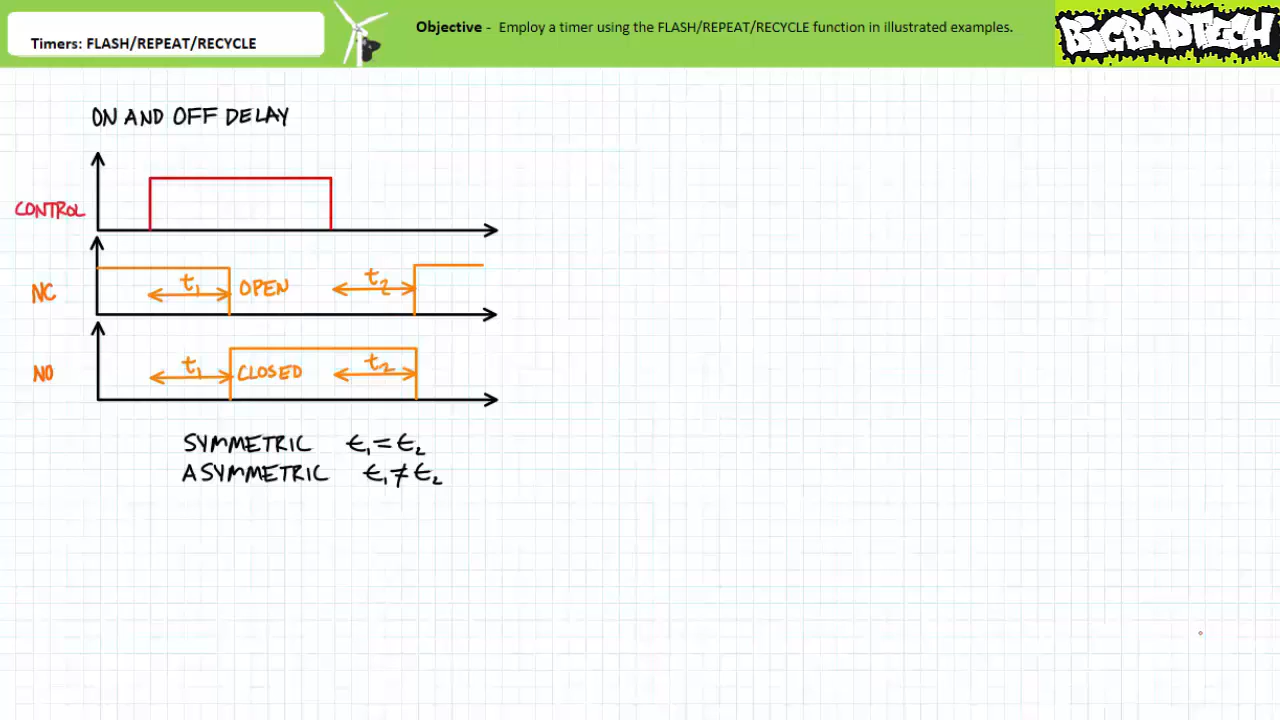 Timers: FLASH/REPEAT/RECYCLE
Objective - Employ a timer using the FLASH/REPEAT/RECYCLE function in illustrated examples.
BIGBADTECH
ON AND OFF DELAY
CONTROL
NC
t₁ OPEN t₂
NO
t₁ CLOSED t₂
SYMMETRIC t₁ = t₂
ASYMMETRIC t₁ ≠ t₂